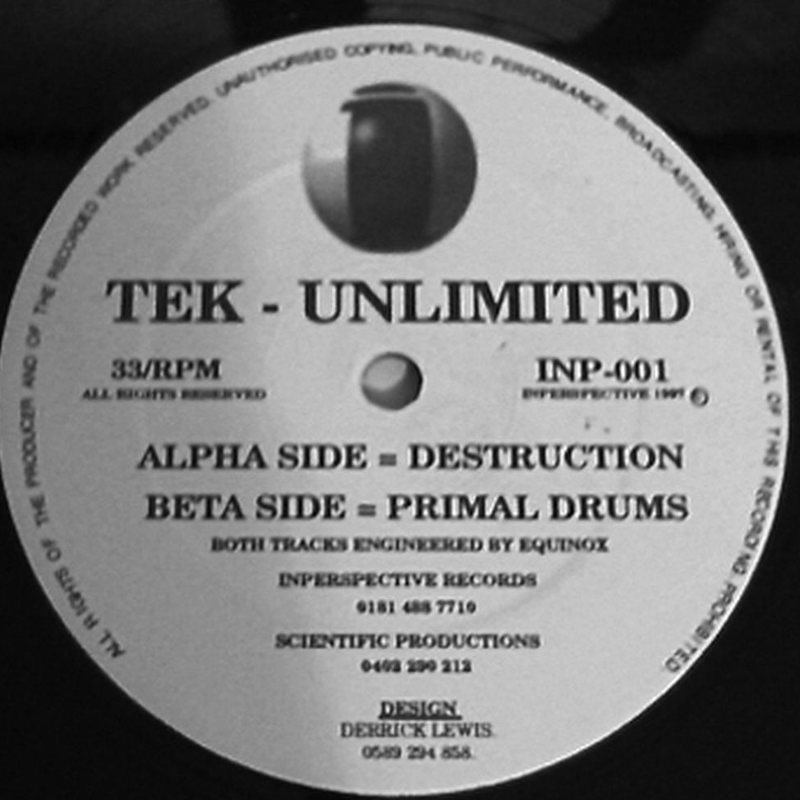 ALL RIGHTS OF THE PRODUCER AND OF THE RECORDED WORK RESERVED. UNAUTHORISED COPYING, PUBLIC PERFORMANCE, BROADCASTING, HIRING OR RENTAL OF THIS RECORDING PROHIBITED.
TEK - UNLIMITED
33/RPM INP-001
ALL RIGHTS RESERVED INPERSPECTIVE 1997 ©
ALPHA SIDE = DESTRUCTION
BETA SIDE = PRIMAL DRUMS
BOTH TRACKS ENGINEERED BY EQUINOX
INPERSPECTIVE RECORDS
0181 488 7710
SCIENTIFIC PRODUCTIONS
0402 290 212
DESIGN
DERRICK LEWIS.
0589 294 858.